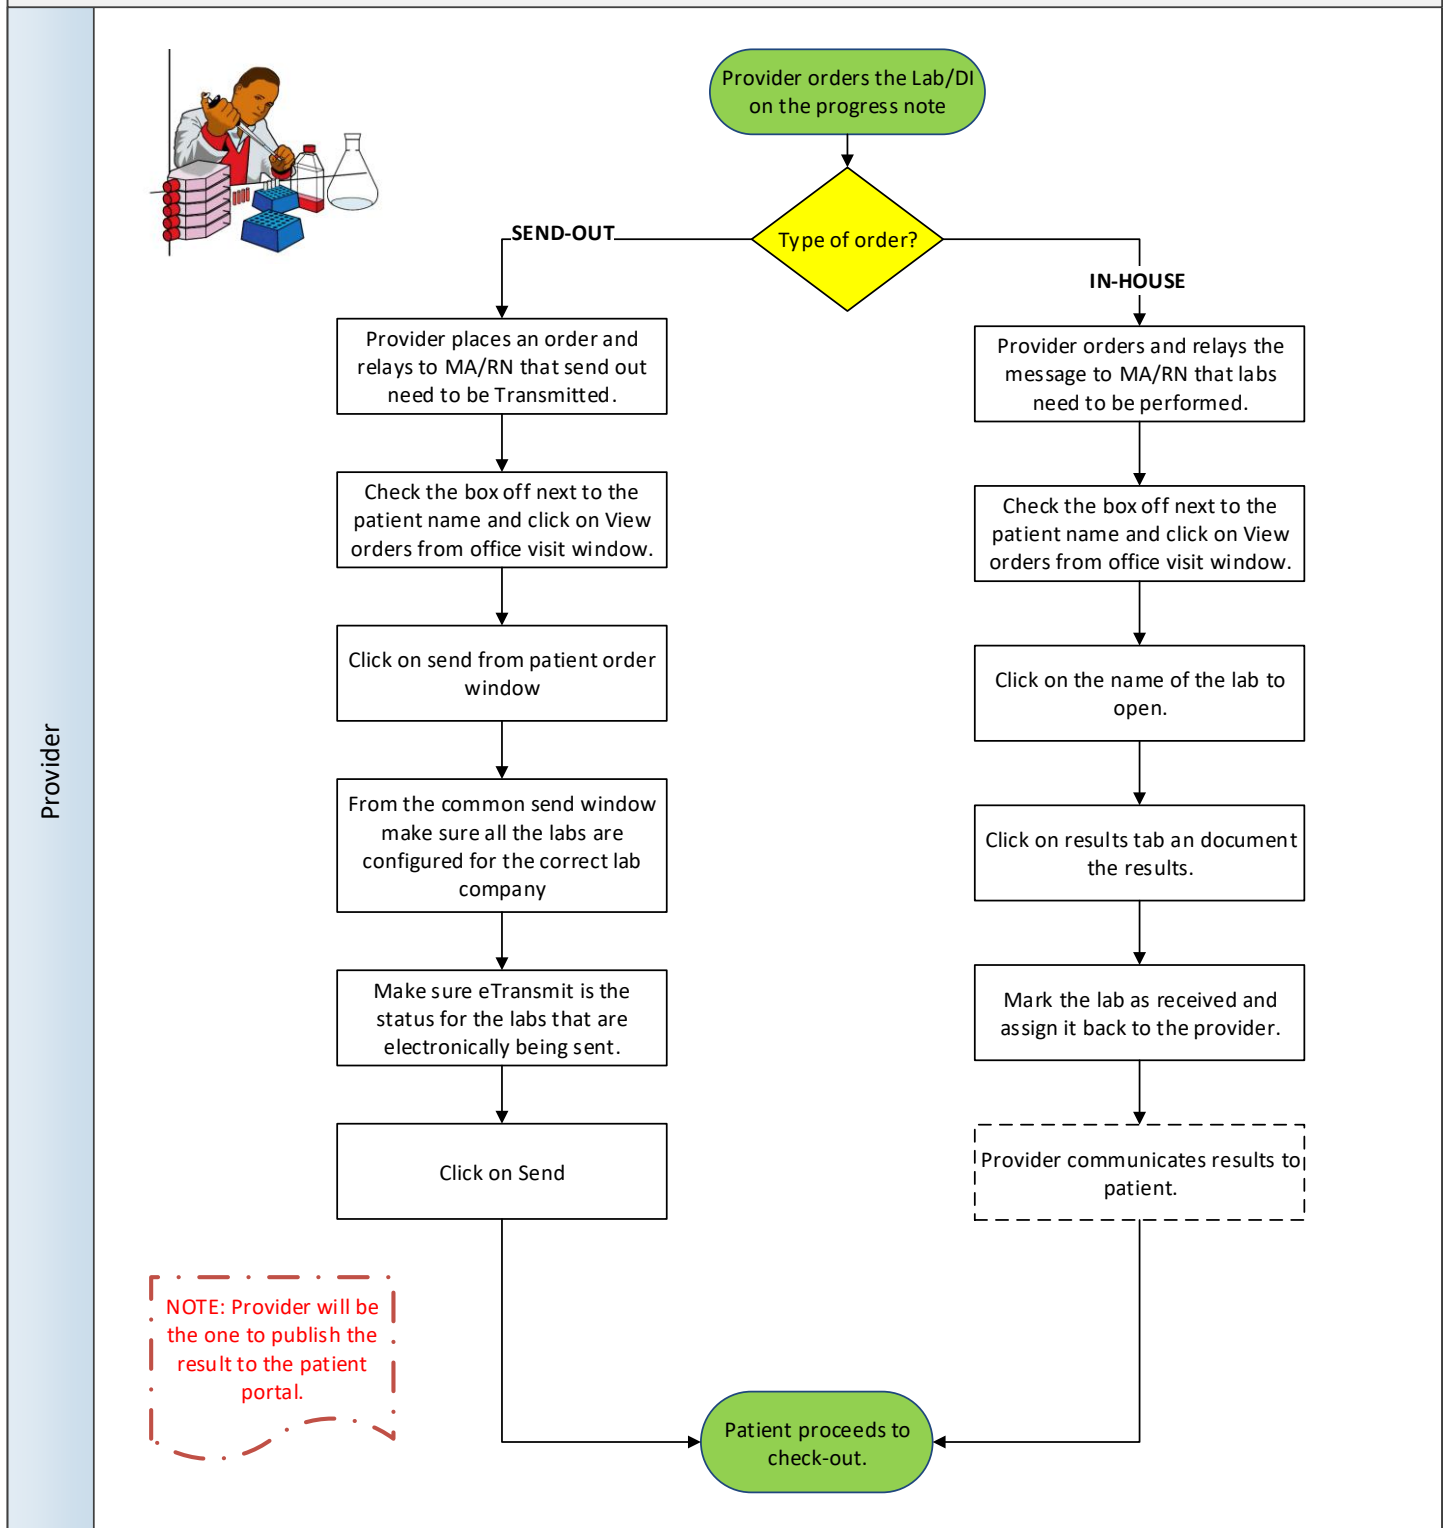 Provider orders the Lab/DI
on the progress note
Type of order?
SEND-OUT
IN-HOUSE
Provider places an order and
relays to MA/RN that send out
need to be Transmitted.
Check the box off next to the
patient name and click on View
orders from office visit window.
Click on send from patient order
window
From the common send window
make sure all the labs are
configured for the correct lab
company
Make sure eTransmit is the
status for the labs that are
electronically being sent.
Click on Send
Provider orders and relays the
message to MA/RN that labs
need to be performed.
Check the box off next to the
patient name and click on View
orders from office visit window.
Click on the name of the lab to
open.
Click on results tab an document
the results.
Mark the lab as received and
assign it back to the provider.
Provider communicates results to
patient.
Provider
NOTE: Provider will be
the one to publish the
result to the patient
portal.
Patient proceeds to
check-out.